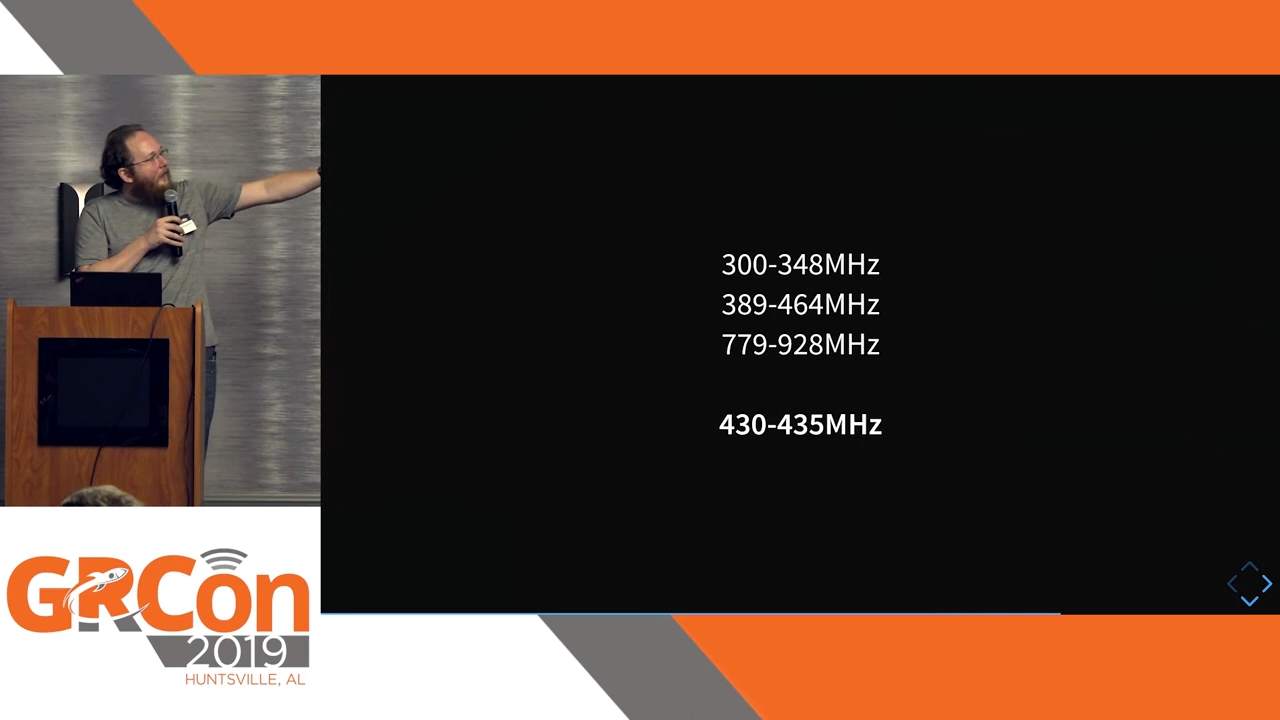 300-348MHz
389-464MHz
779-928MHz
430-435MHz
GRCon
2019
HUNTSVILLE, AL